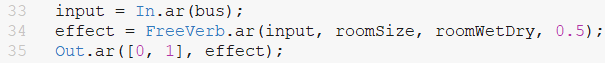 33 input = In.ar(bus);
34 effect = FreeVerb.ar(input, roomSize, roomWetDry, 0.5);
35 Out.ar([0, 1], effect);